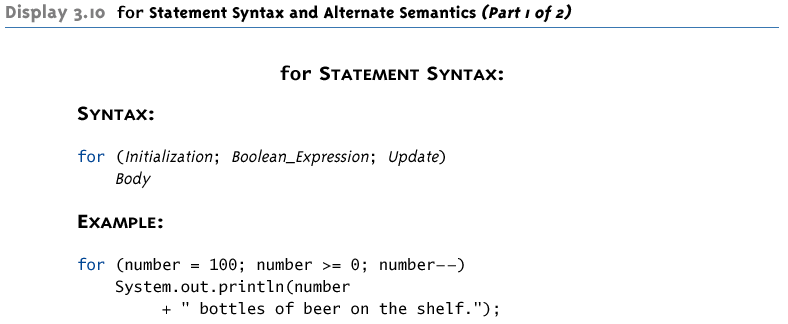 Display 3.10 for Statement Syntax and Alternate Semantics (Part 1 of 2)
for Statement Syntax:
Syntax:
for (Initialization; Boolean_Expression; Update)
    Body
Example:
for (number = 100; number >= 0; number--)
    System.out.println(number
        + " bottles of beer on the shelf.");